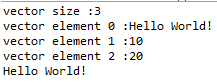 vector size :3
vector element 0 :Hello World!
vector element 1 :10
vector element 2 :20
Hello World!